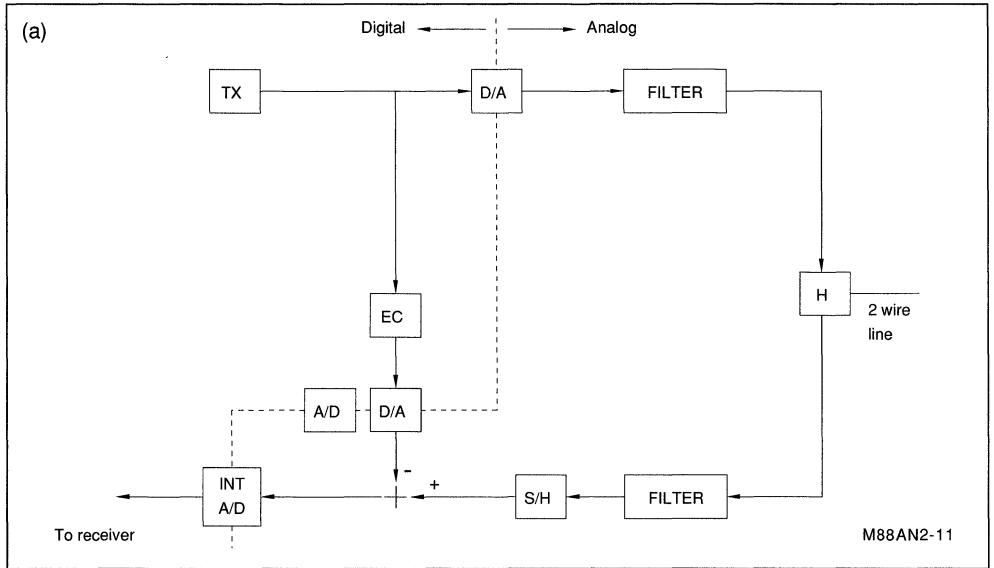 (a)
Digital
Analog
TX
D/A
FILTER
H
2 wire
line
EC
A/D
D/A
-
+
INT
A/D
S/H
FILTER
To receiver
M88AN2-11